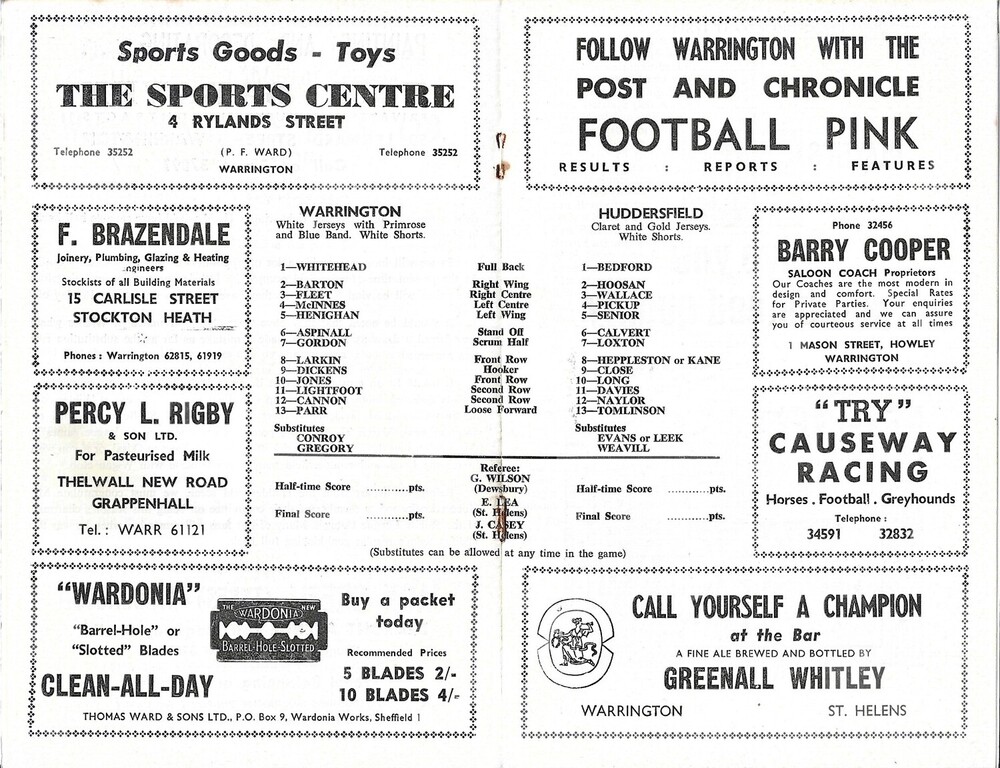 Sports Goods - Toys
THE SPORTS CENTRE
4 RYLANDS STREET
Telephone 35252 (P. F. WARD) Telephone 35252
WARRINGTON
FOLLOW WARRINGTON WITH THE
POST AND CHRONICLE
FOOTBALL PINK
RESULTS : REPORTS : FEATURES
F. BRAZENDALE
Joinery, Plumbing, Glazing & Heating
ngineers
Stockists of all Building Materials
15 CARLISLE STREET
STOCKTON HEATH
Phones : Warrington 62815, 61919
PERCY L. RIGBY
& SON LTD.
For Pasteurised Milk
THELWALL NEW ROAD
GRAPPENHALL
Tel. : WARR 61121
WARRINGTON
White Jerseys with Primrose
and Blue Band. White Shorts.
HUDDERSFIELD
Claret and Gold Jerseys.
White Shorts.
1—WHITEHEAD Full Back 1—BEDFORD
2—BARTON Right Wing 2—HOOSAN
3—FLEET Right Centre 3—WALLACE
4—McINNES Left Centre 4—PICKUP
5—HENIGHAN Left Wing 5—SENIOR
6—ASPINALL Stand Off 6—CALVERT
7—GORDON Scrum Half 7—LOXTON
8—LARKIN Front Row 8—HEPPLESTON or KANE
9—DICKENS Hooker 9—CLOSE
10—JONES Front Row 10—LONG
11—LIGHTFOOT Second Row 11—DAVIES
12—CANNON Second Row 12—NAYLOR
13—PARR Loose Forward 13—TOMLINSON
Substitutes Substitutes
CONROY EVANS or LEEK
GREGORY WEAVILL
Referee:
G. WILSON
(Dewsbury)
Half-time Score ...........pts. Half-time Score ...........pts.
E. LEA
(St. Helens)
Final Score ...........pts. Final Score ...........pts.
J. CASEY
(St. Helens)
(Substitutes can be allowed at any time in the game)
Phone 32456
BARRY COOPER
SALOON COACH Proprietors
Our Coaches are the most modern in
design and comfort. Special Rates
for Private Parties. Your enquiries
are appreciated and we can assure
you of courteous service at all times
1 MASON STREET, HOWLEY
WARRINGTON
"TRY"
CAUSEWAY
RACING
Horses . Football . Greyhounds
Telephone :
34591 32832
"WARDONIA"
"Barrel-Hole" or
"Slotted" Blades
CLEAN-ALL-DAY
THE WARDONIA NEW
BARREL-HOLE-SLOTTED
Buy a packet
today
Recommended Prices
5 BLADES 2/-
10 BLADES 4/-
THOMAS WARD & SONS LTD., P.O. Box 9, Wardonia Works, Sheffield 1
CALL YOURSELF A CHAMPION
at the Bar
A FINE ALE BREWED AND BOTTLED BY
GREENALL WHITLEY
WARRINGTON ST. HELENS